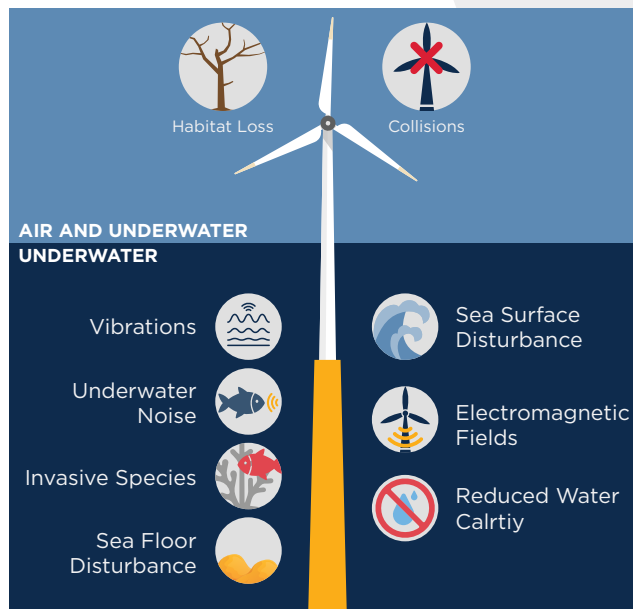 Habitat Loss
Collisions
AIR AND UNDERWATER
UNDERWATER
Vibrations
Underwater
Noise
Invasive Species
Sea Floor
Disturbance
Sea Surface
Disturbance
Electromagnetic
Fields
Reduced Water
Calrtiy